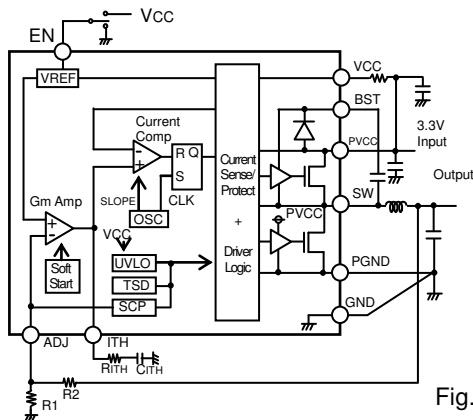 VCC
EN
VREF
VCC
BST
3.3V
Input
Current
Comp
R Q
S
CLK
SLOPE
OSC
Current
Sense/
Protect
+
Driver
Logic
PVCC
Output
SW
PVCC
Gm Amp
VCC
Soft
Start
UVLO
TSD
SCP
PGND
GND
ADJ
ITH
RITH
CITH
R1
R2
Fig.